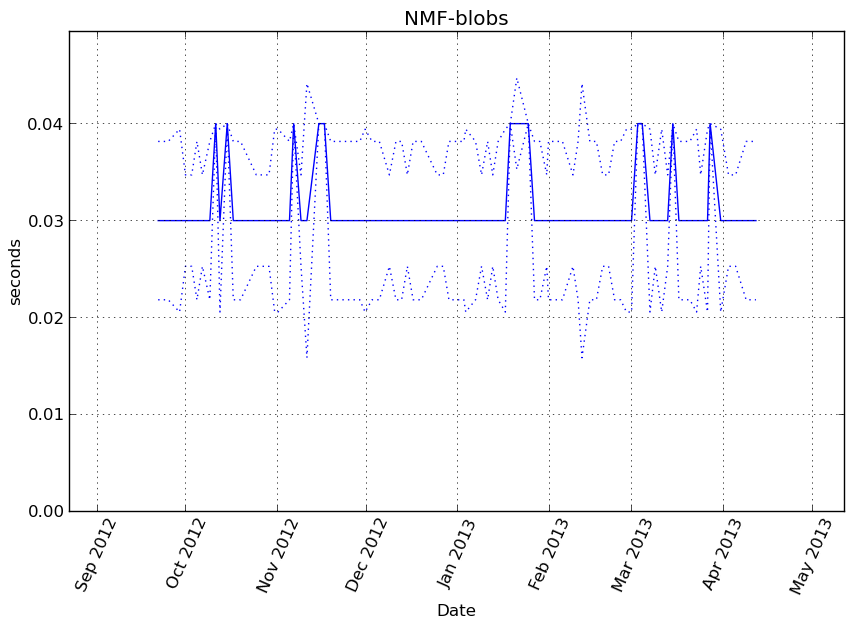 NMF-blobs
seconds
0.04
0.03
0.02
0.01
0.00
Sep 2012
Oct 2012
Nov 2012
Dec 2012
Jan 2013
Feb 2013
Mar 2013
Apr 2013
May 2013
Date